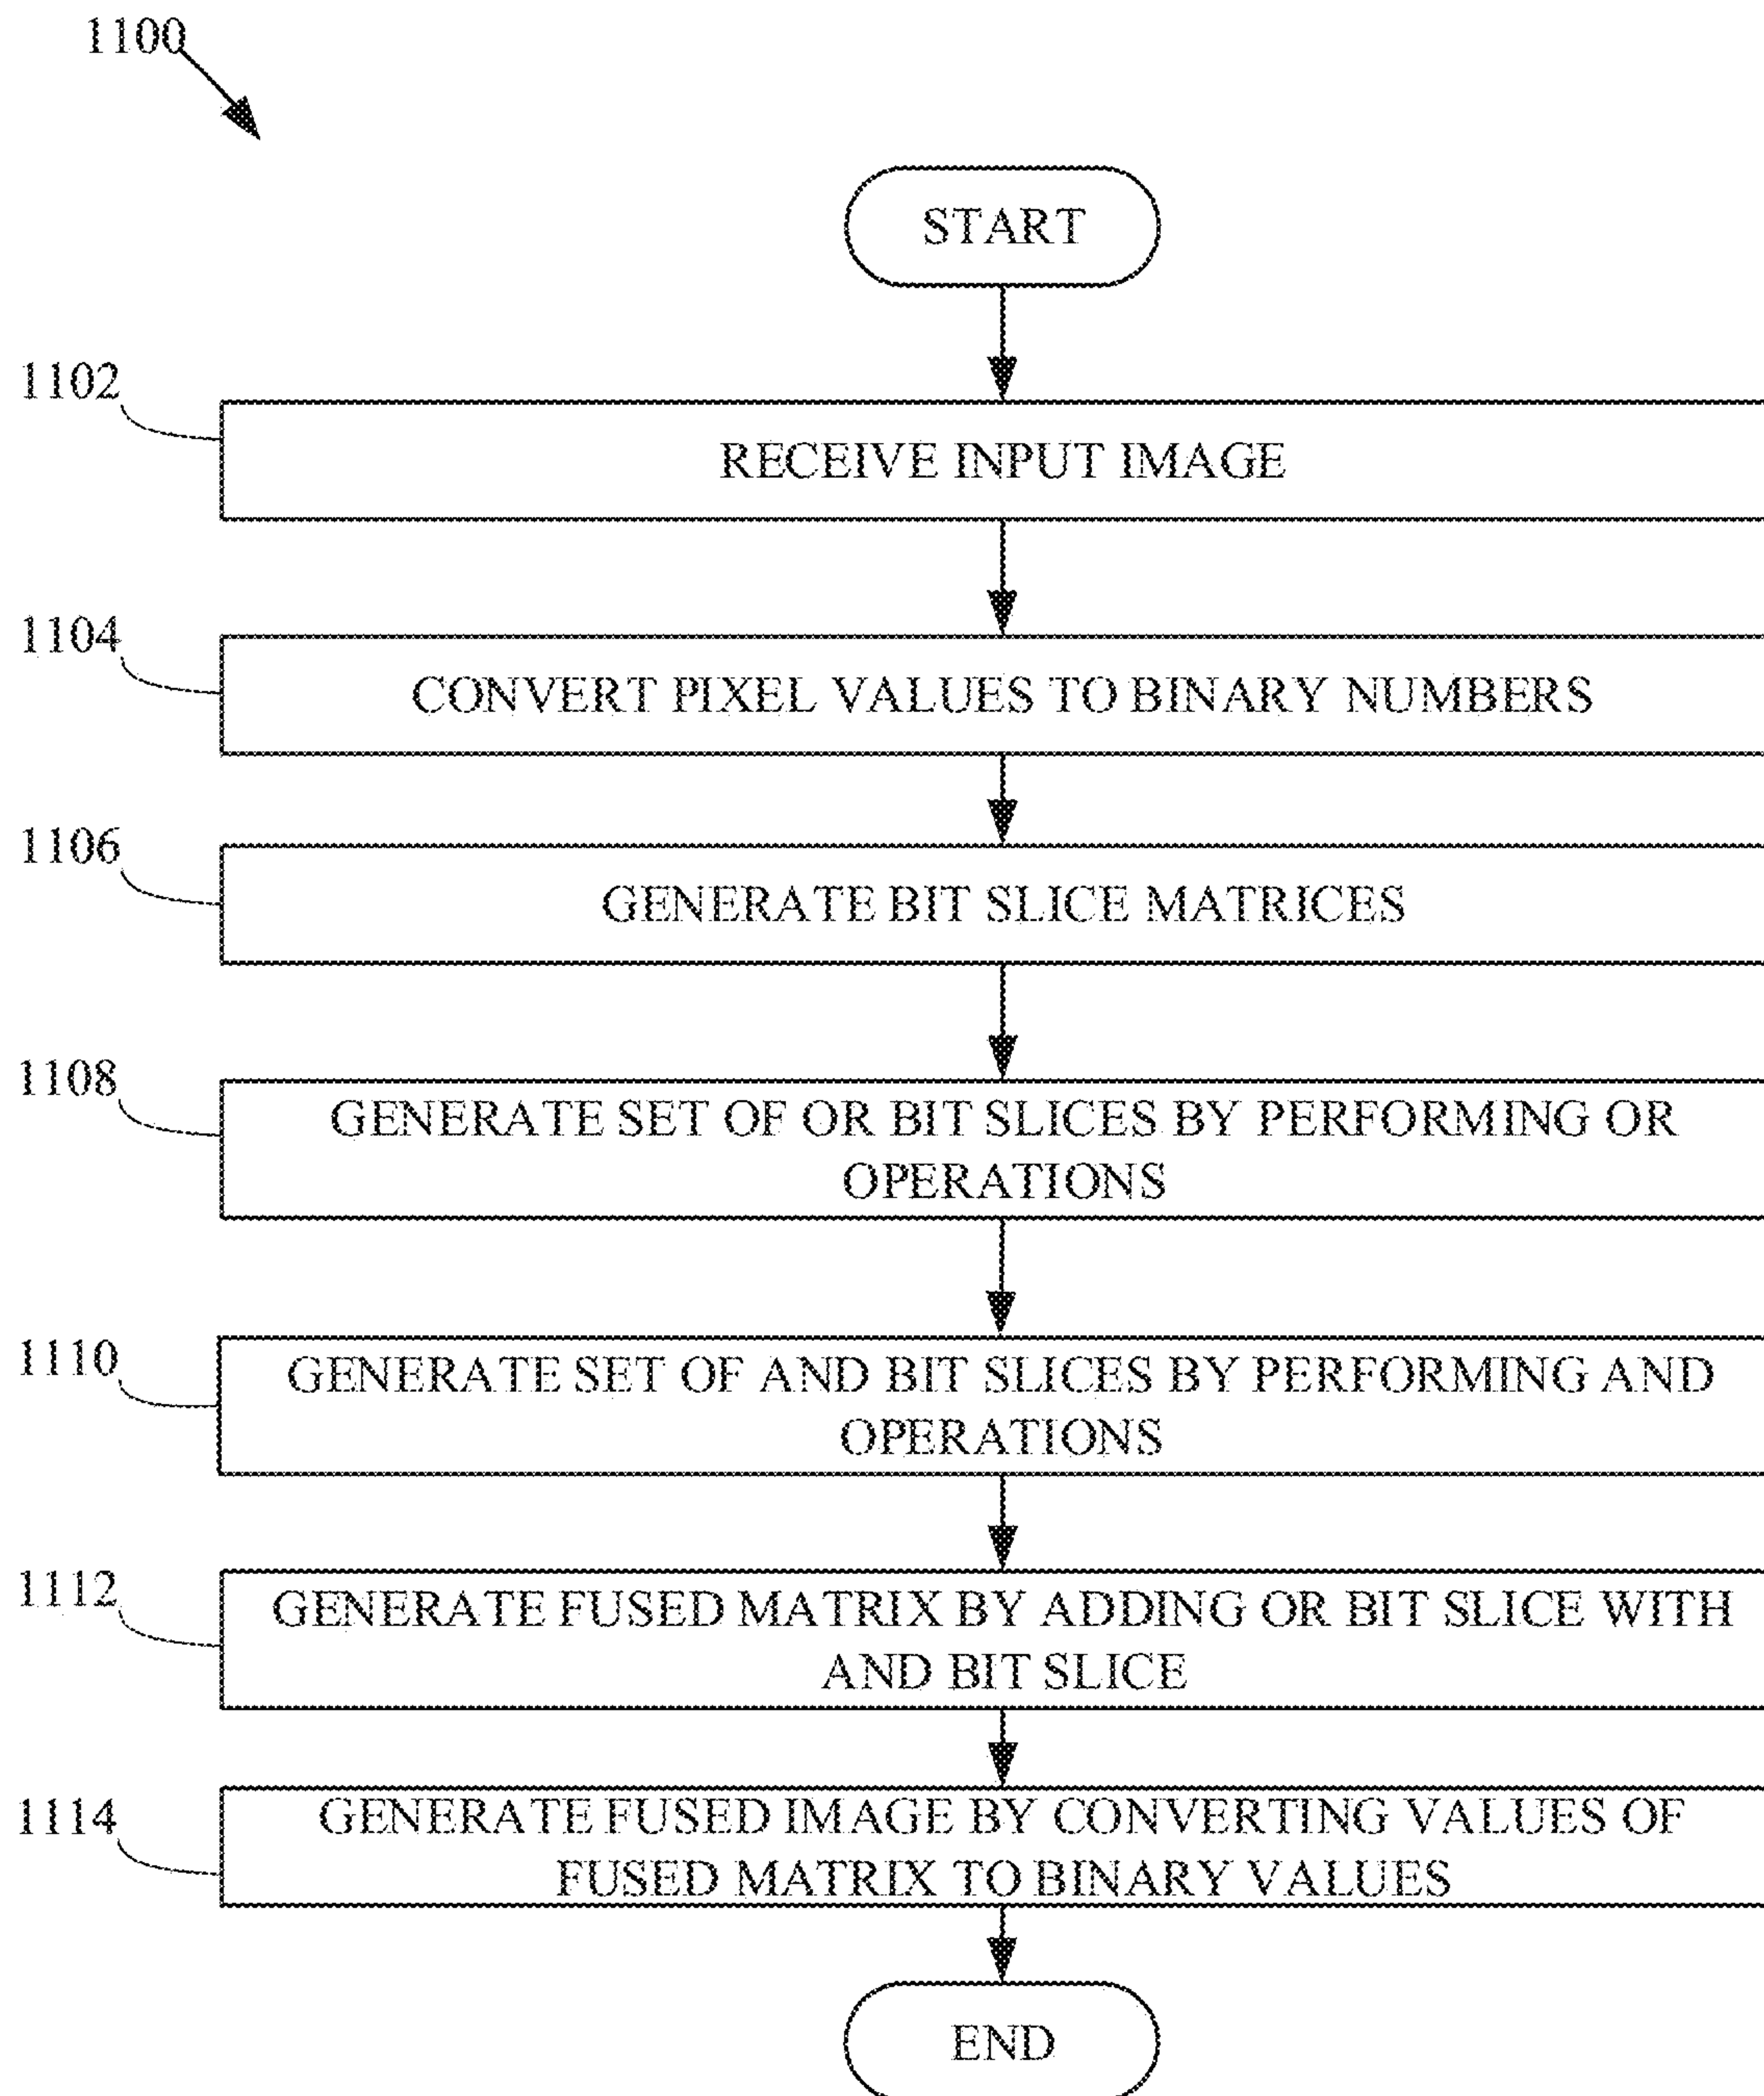 1100
START
1102
RECEIVE INPUT IMAGE
1104
CONVERT PIXEL VALUES TO BINARY NUMBERS
1106
GENERATE BIT SLICE MATRICES
1108
GENERATE SET OF OR BIT SLICES BY PERFORMING OR
OPERATIONS
1110
GENERATE SET OF AND BIT SLICES BY PERFORMING AND
OPERATIONS
1112
GENERATE FUSED MATRIX BY ADDING OR BIT SLICE WITH
AND BIT SLICE
1114
GENERATE FUSED IMAGE BY CONVERTING VALUES OF
FUSED MATRIX TO BINARY VALUES
END